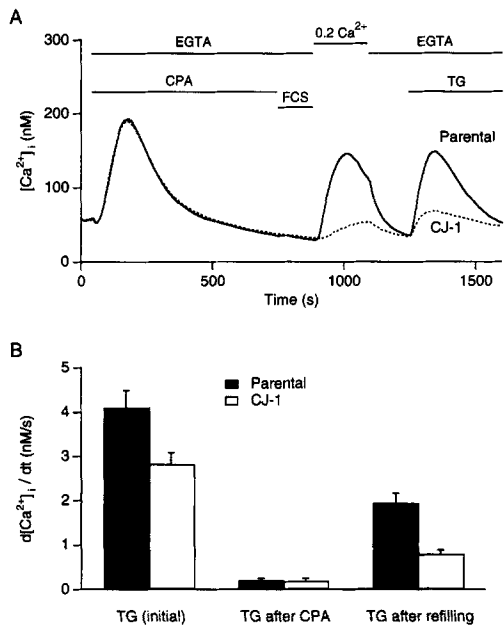 A
300
200
100
0
[Ca²⁺]ᵢ (nM)
EGTA
0.2 Ca²⁺
EGTA
CPA
FCS
TG
Parental
CJ-1
0
500
1000
1500
Time (s)
B
5
4
3
2
1
0
d[Ca²⁺]ᵢ / dt (nM/s)
Parental
CJ-1
TG (initial)
TG after CPA
TG after refilling